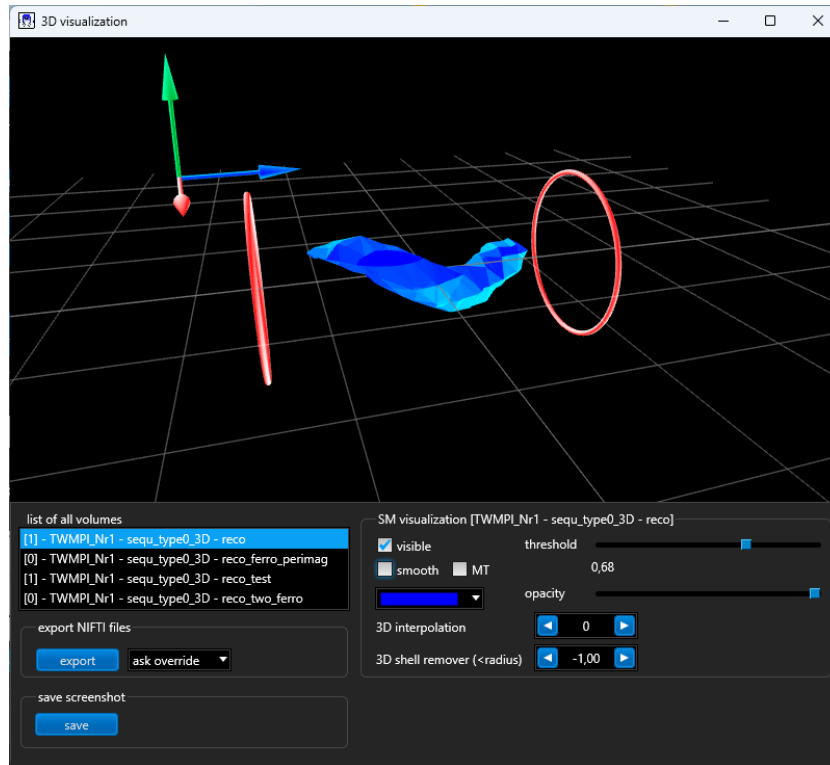 3D visualization
list of all volumes
[1] - TWMPI_Nr1 - sequ_type0_3D - reco
[0] - TWMPI_Nr1 - sequ_type0_3D - reco_ferro_perimag
[1] - TWMPI_Nr1 - sequ_type0_3D - reco_test
[0] - TWMPI_Nr1 - sequ_type0_3D - reco_two_ferro
export NIFTI files
export ask override
save screenshot
save
SM visualization [TWMPI_Nr1 - sequ_type0_3D - reco]
visible threshold
smooth MT 0,68
opacity
3D interpolation 0
3D shell remover (<radius) -1,00